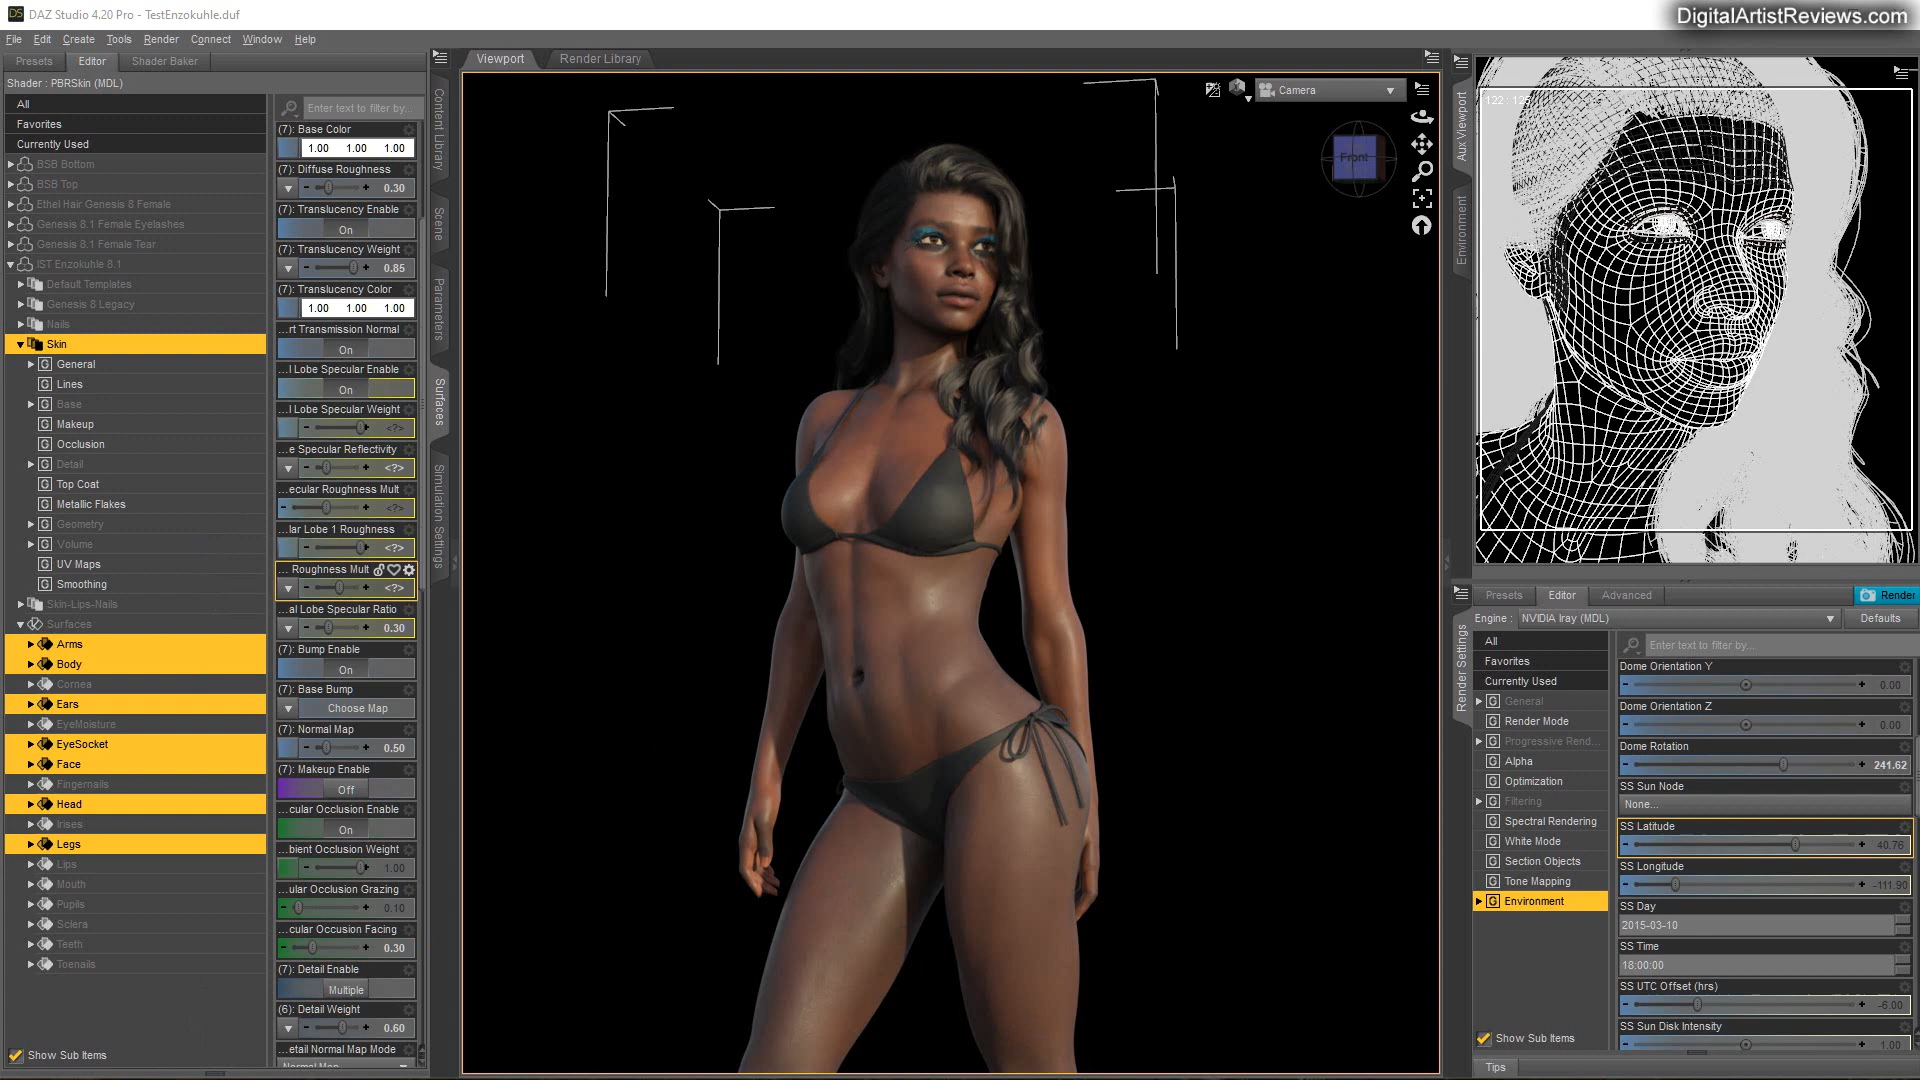 DAZ Studio 4.20 Pro - TestEnzokuhle.duf
DigitalArtistReviews.com
File Edit Create Tools Render Connect Window Help
Presets Editor Shader Baker
Shader : PBRSkin (MDL)
All
Favorites
Currently Used
BSB Bottom
BSB Top
Ethel Hair Genesis 8 Female
Genesis 8.1 Female Eyelashes
Genesis 8.1 Female Tear
IST Enzokuhle 8.1
Default Templates
Genesis 8 Legacy
Nails
Skin
General
Lines
Base
Makeup
Occlusion
Detail
Top Coat
Metallic Flakes
Geometry
Volume
UV Maps
Smoothing
Skin-Lips-Nails
Surfaces
Arms
Body
Cornea
Ears
EyeMoisture
EyeSocket
Face
Fingernails
Head
Irises
Legs
Lips
Mouth
Pupils
Sclera
Teeth
Toenails
Show Sub Items
Enter text to filter by...
(7): Base Color
1.00 1.00 1.00
(7): Diffuse Roughness
0.30
(7): Translucency Enable
On
(7): Translucency Weight
0.85
(7): Translucency Color
1.00 1.00 1.00
...rt Transmission Normal
On
...l Lobe Specular Enable
On
...l Lobe Specular Weight
<?>
...e Specular Reflectivity
<?>
...ecular Roughness Mult
<?>
...lar Lobe 1 Roughness
<?>
... Roughness Mult
<?>
...al Lobe Specular Ratio
0.30
(7): Bump Enable
On
(7): Base Bump
Choose Map
(7): Normal Map
0.50
(7): Makeup Enable
Off
...cular Occlusion Enable
On
...bient Occlusion Weight
1.00
...ular Occlusion Grazing
0.10
...cular Occusion Facing
0.30
(7): Detail Enable
Multiple
(6): Detail Weight
0.60
...etail Normal Map Mode
Normal Map
Content Library
Scene
Parameters
Surfaces
Simulation Settings
Viewport Render Library
Camera
Front
Aux Viewport
Environment
Render Settings
Presets Editor Advanced
Render
Engine : NVIDIA Iray (MDL)
Defaults
All
Favorites
Currently Used
General
Render Mode
Progressive Rend...
Alpha
Optimization
Filtering
Spectral Rendering
White Mode
Section Objects
Tone Mapping
Environment
Show Sub Items
Enter text to filter by...
Dome Orientation Y
0.00
Dome Orientation Z
0.00
Dome Rotation
241.62
SS Sun Node
None...
SS Latitude
40.76
SS Longitude
-111.90
SS Day
2015-03-10
SS Time
18:00:00
SS UTC Offset (hrs)
-6.00
SS Sun Disk Intensity
1.00
Tips